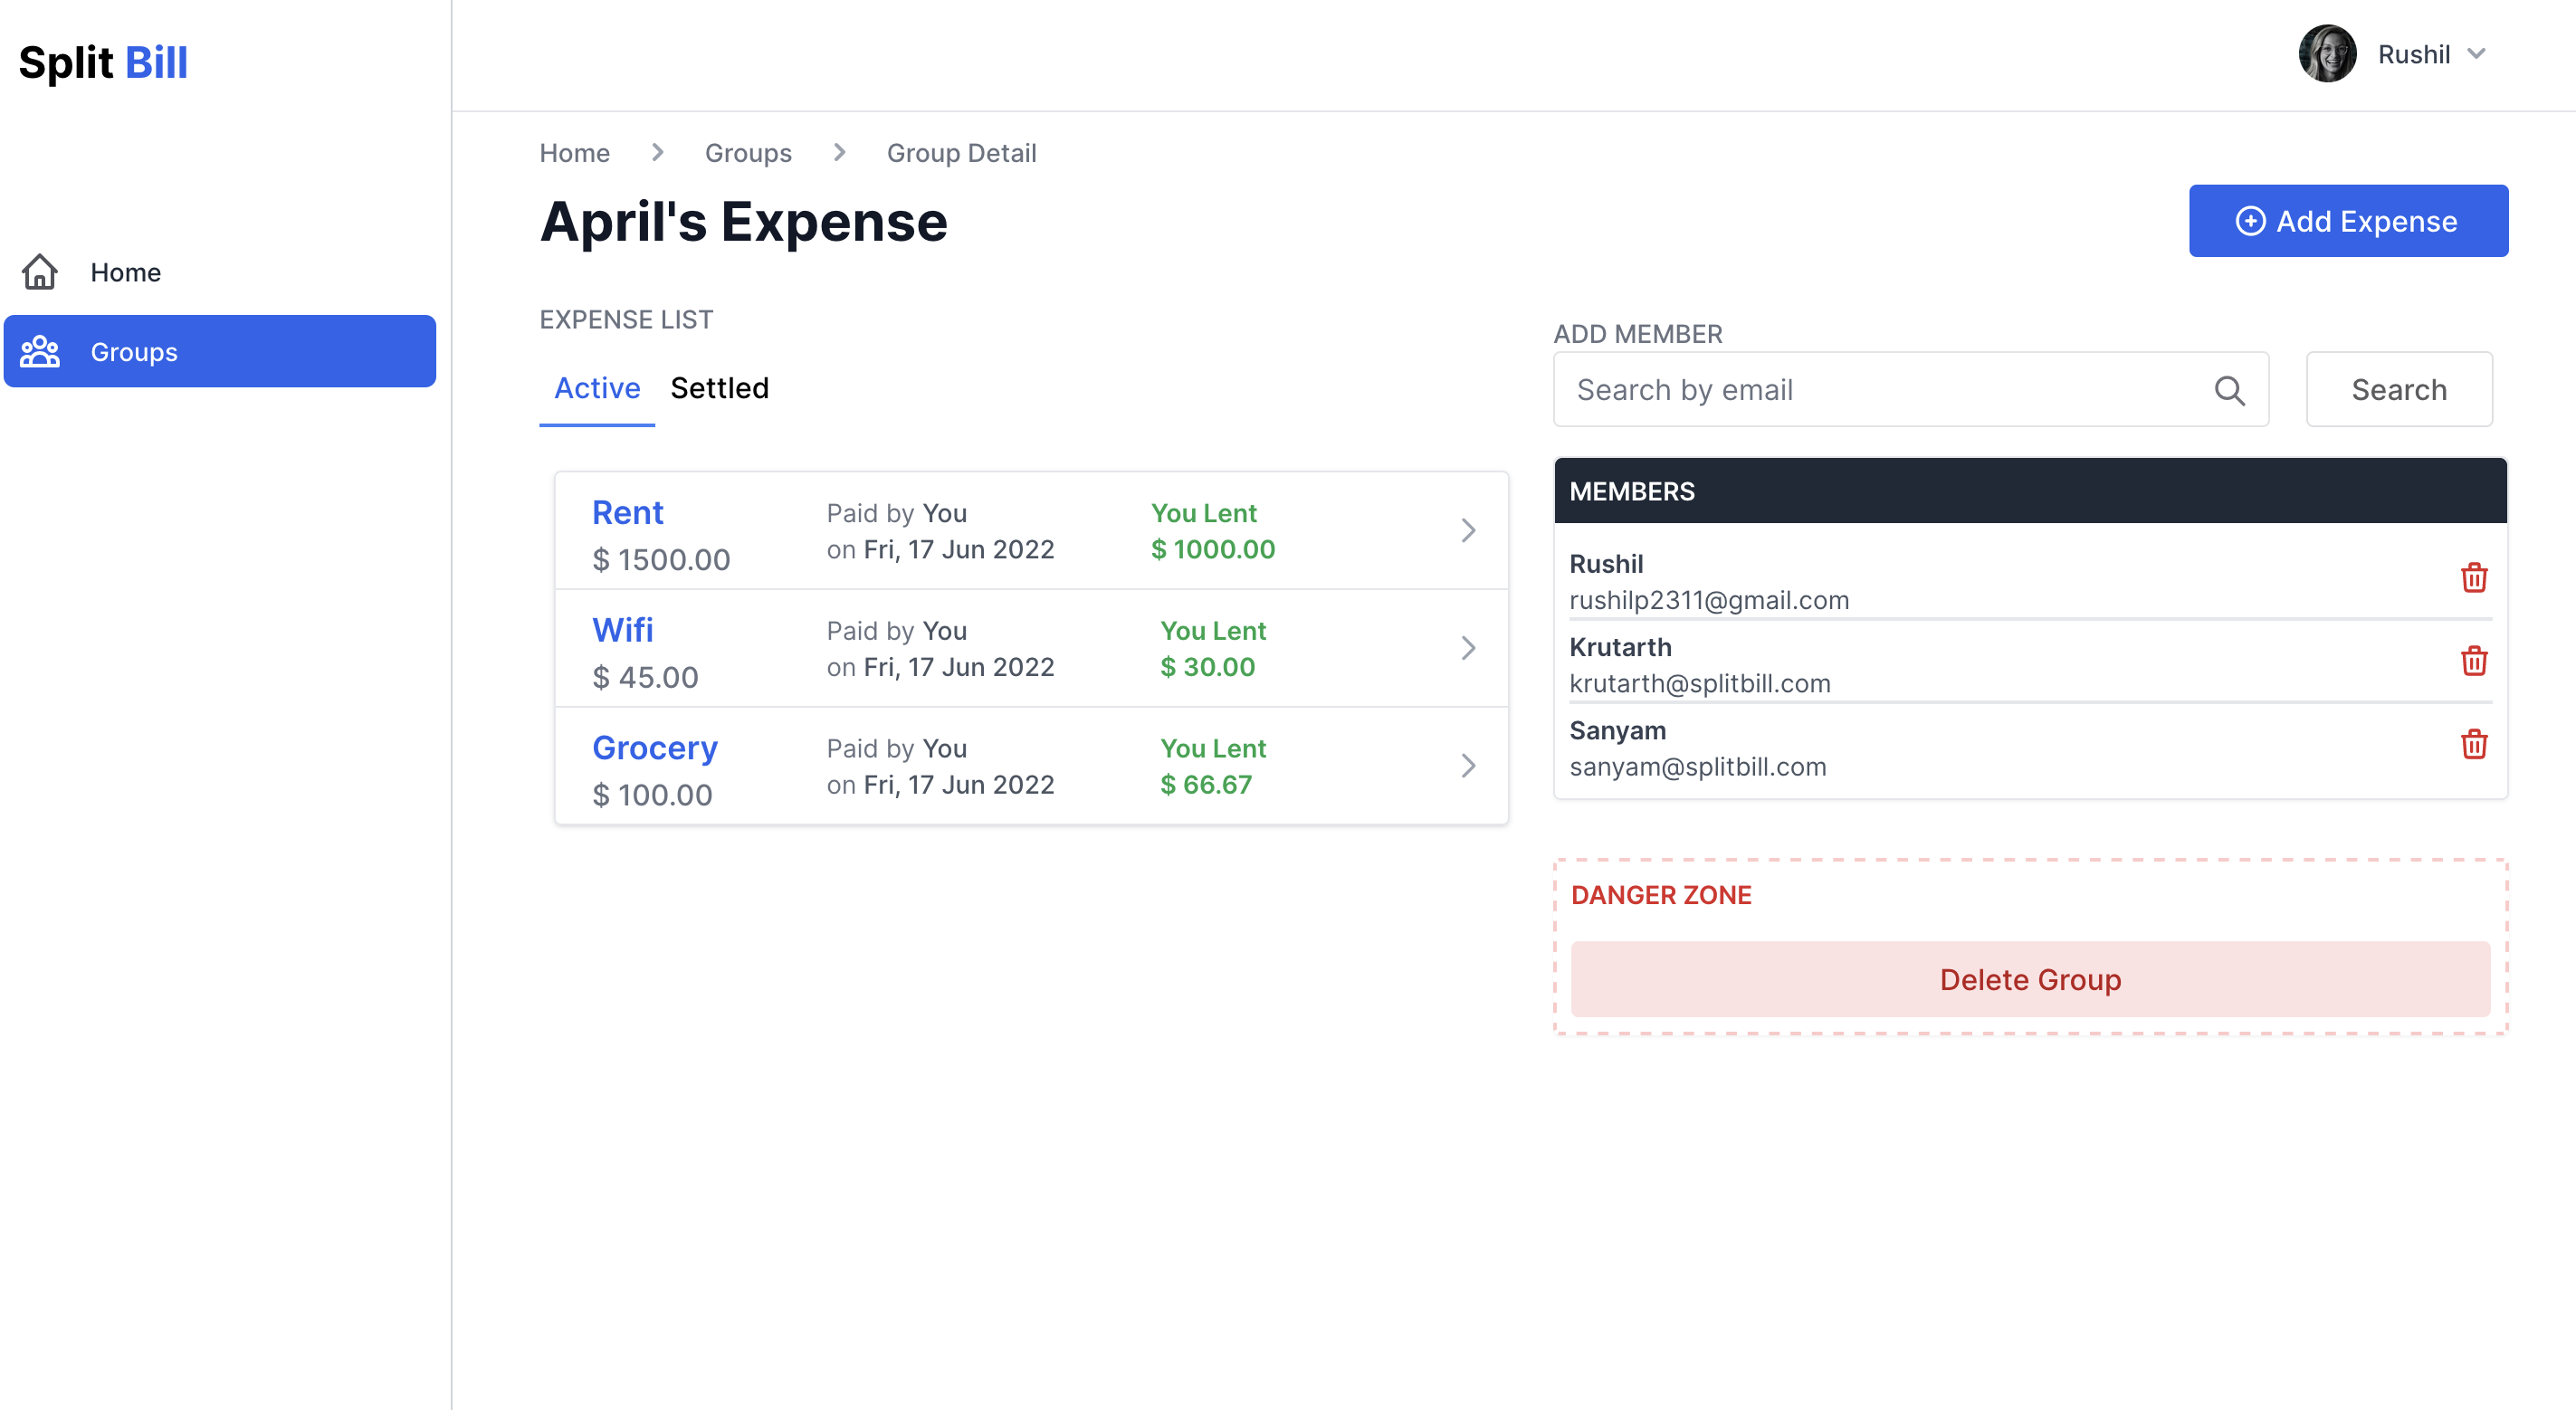 Split Bill
Rushil
Home
Groups
Home > Groups > Group Detail
April's Expense
Add Expense
EXPENSE LIST
Active Settled
Rent
$ 1500.00
Paid by You
on Fri, 17 Jun 2022
You Lent
$ 1000.00
Wifi
$ 45.00
Paid by You
on Fri, 17 Jun 2022
You Lent
$ 30.00
Grocery
$ 100.00
Paid by You
on Fri, 17 Jun 2022
You Lent
$ 66.67
ADD MEMBER
Search by email
Search
MEMBERS
Rushil
rushilp2311@gmail.com
Krutarth
krutarth@splitbill.com
Sanyam
sanyam@splitbill.com
DANGER ZONE
Delete Group